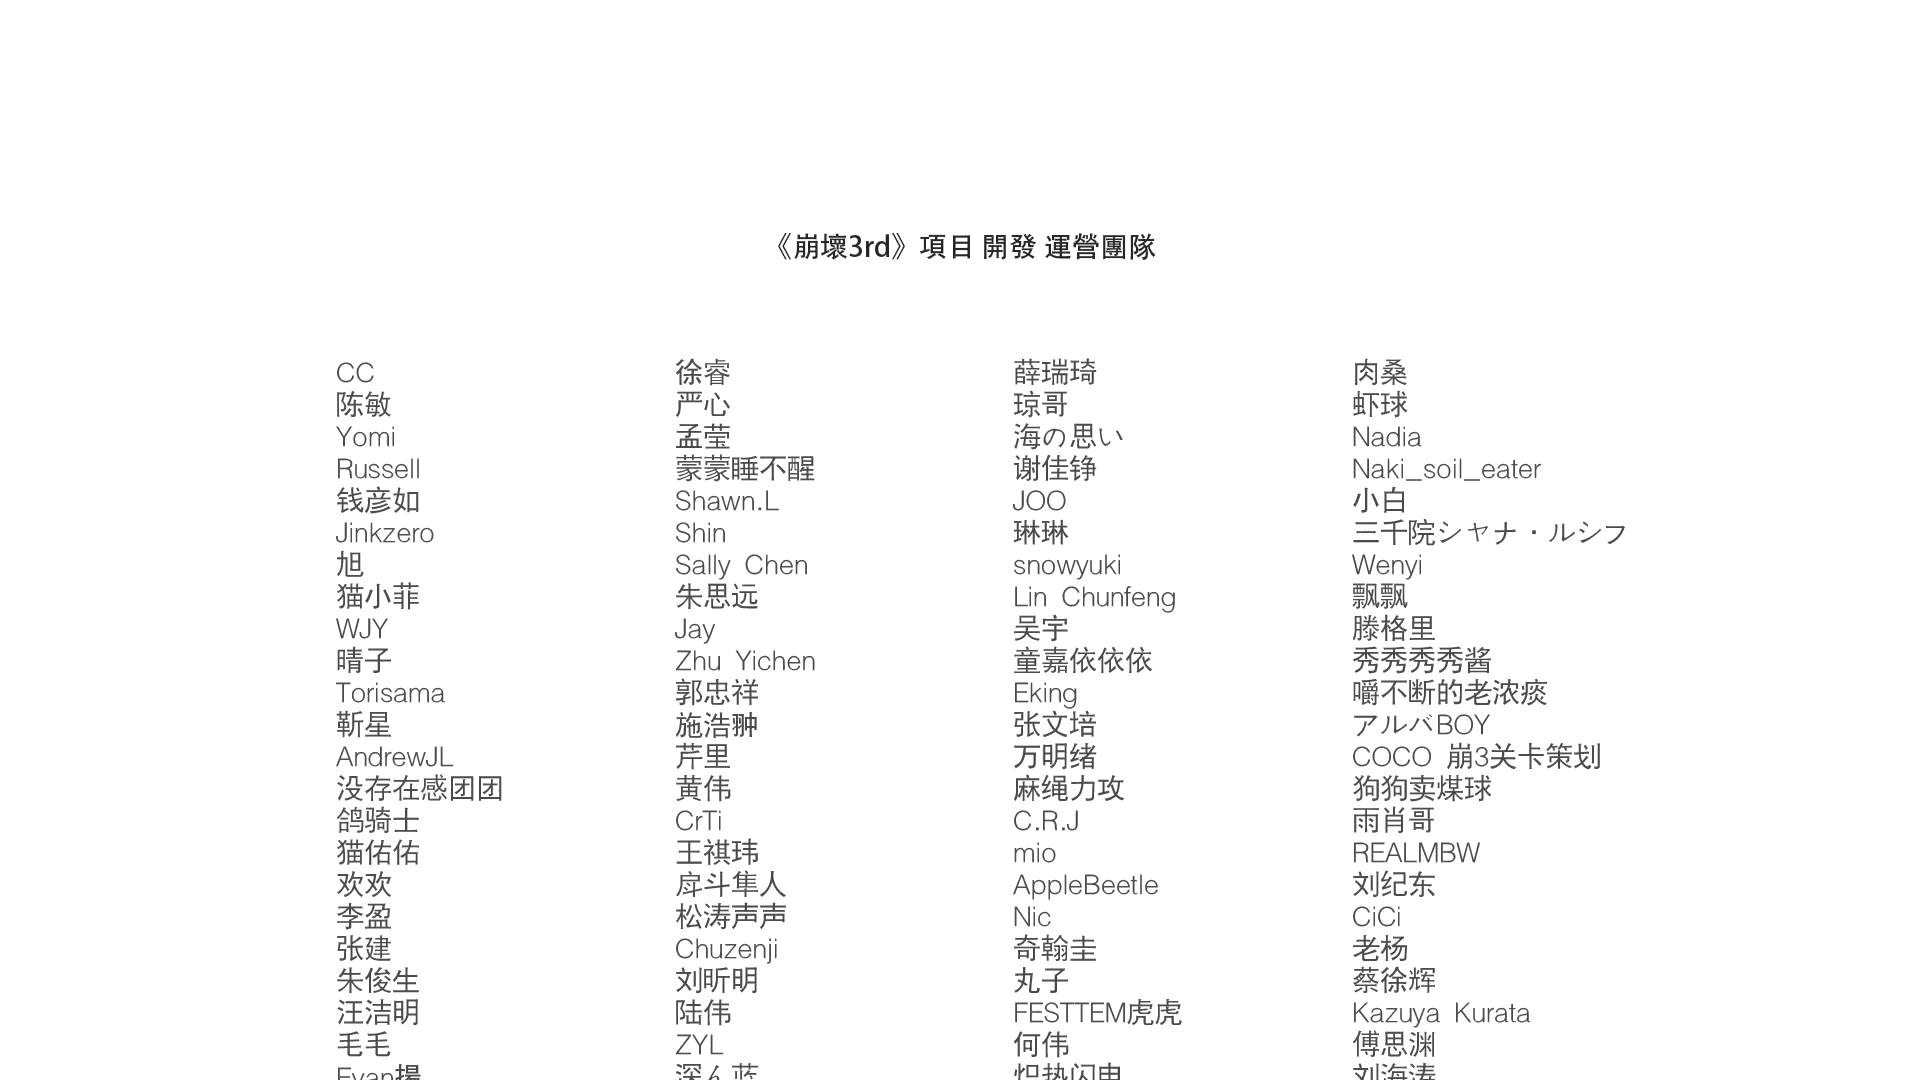 《崩壞3rd》項目 開發 運營團隊
CC 徐睿 薛瑞琦 肉桑
陈敏 严心 琼哥 虾球
Yomi 孟莹 海の思い Nadia
Russell 蒙蒙睡不醒 谢佳铮 Naki_soil_eater
钱彦如 Shawn.L JOO 小白
Jinkzero Shin 琳琳 三千院シャナ・ルシフ
旭 Sally Chen snowyuki Wenyi
猫小菲 朱思远 Lin Chunfeng 飘飘
WJY Jay 吴宇 滕格里
晴子 Zhu Yichen 童嘉依依依 秀秀秀秀酱
Torisama 郭忠祥 Eking 嚼不断的老浓痰
靳星 施浩翀 张文培 アルバBOY
AndrewJL 芹里 万明绪 COCO 崩3关卡策划
没存在感团团 黄伟 麻绳力攻 狗狗卖煤球
鸽骑士 CrTi C.R.J 雨肖哥
猫佑佑 王祺玮 mio REALMBW
欢欢 戽斗隼人 AppleBeetle 刘纪东
李盈 松涛声声 Nic CiCi
张建 Chuzenji 奇翰圭 老杨
朱俊生 刘昕明 丸子 蔡徐辉
汪洁明 陆伟 FESTTEM虎虎 Kazuya Kurata
毛毛 ZYL 何伟 傅思渊